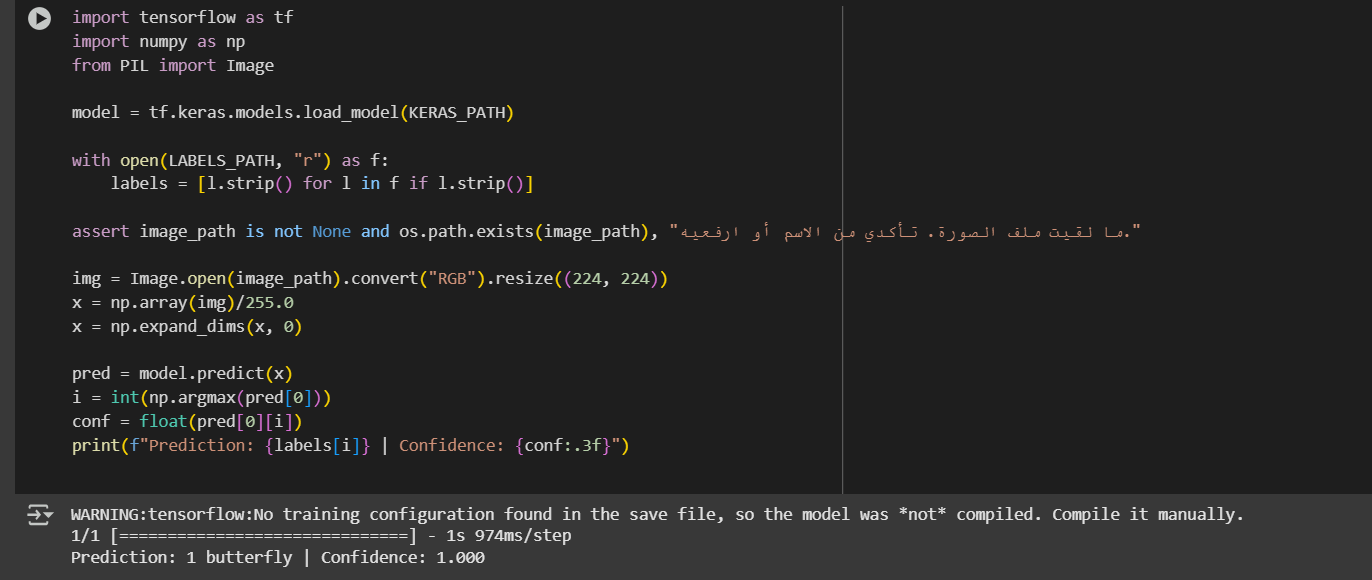 import tensorflow as tf
import numpy as np
from PIL import Image
model = tf.keras.models.load_model(KERAS_PATH)
with open(LABELS_PATH, "r") as f:
    labels = [l.strip() for l in f if l.strip()]
assert image_path is not None and os.path.exists(image_path), "ما لقيت ملف الصورة. تأكدي من الاسم أو ارفعيه."
img = Image.open(image_path).convert("RGB").resize((224, 224))
x = np.array(img)/255.0
x = np.expand_dims(x, 0)
pred = model.predict(x)
i = int(np.argmax(pred[0]))
conf = float(pred[0][i])
print(f"Prediction: {labels[i]} | Confidence: {conf:.3f}")
WARNING:tensorflow:No training configuration found in the save file, so the model was *not* compiled. Compile it manually.
1/1 [==============================] - 1s 974ms/step
Prediction: 1 butterfly | Confidence: 1.000